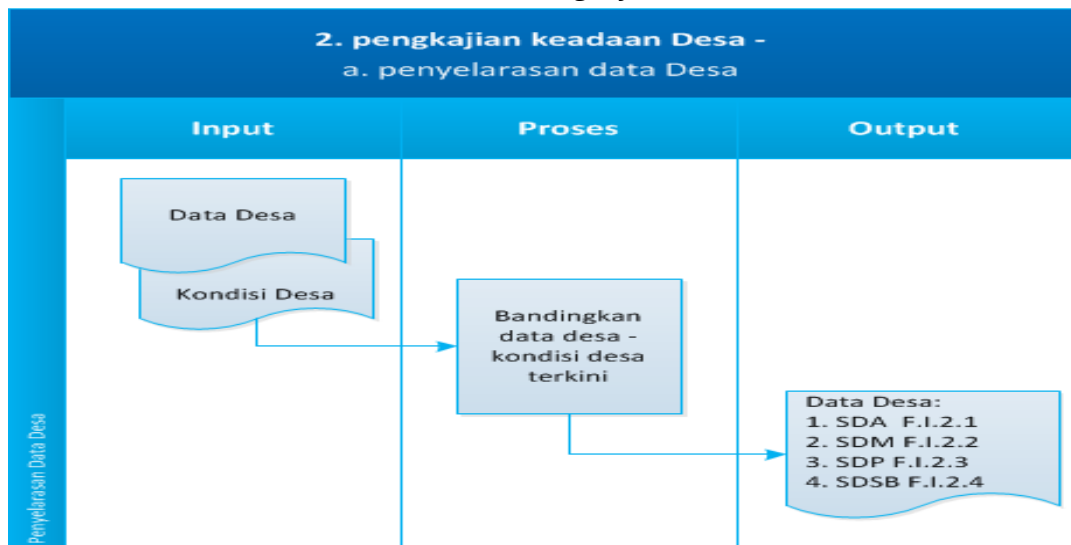 2. pengkajian keadaan Desa -
a. penyelarasan data Desa
Input
Proses
Output
Data Desa
Kondisi Desa
Bandingkan
data desa -
kondisi desa
terkini
Data Desa:
1. SDA F.I.2.1
2. SDM F.I.2.2
3. SDP F.I.2.3
4. SDSB F.I.2.4
Penyelarasan Data Desa